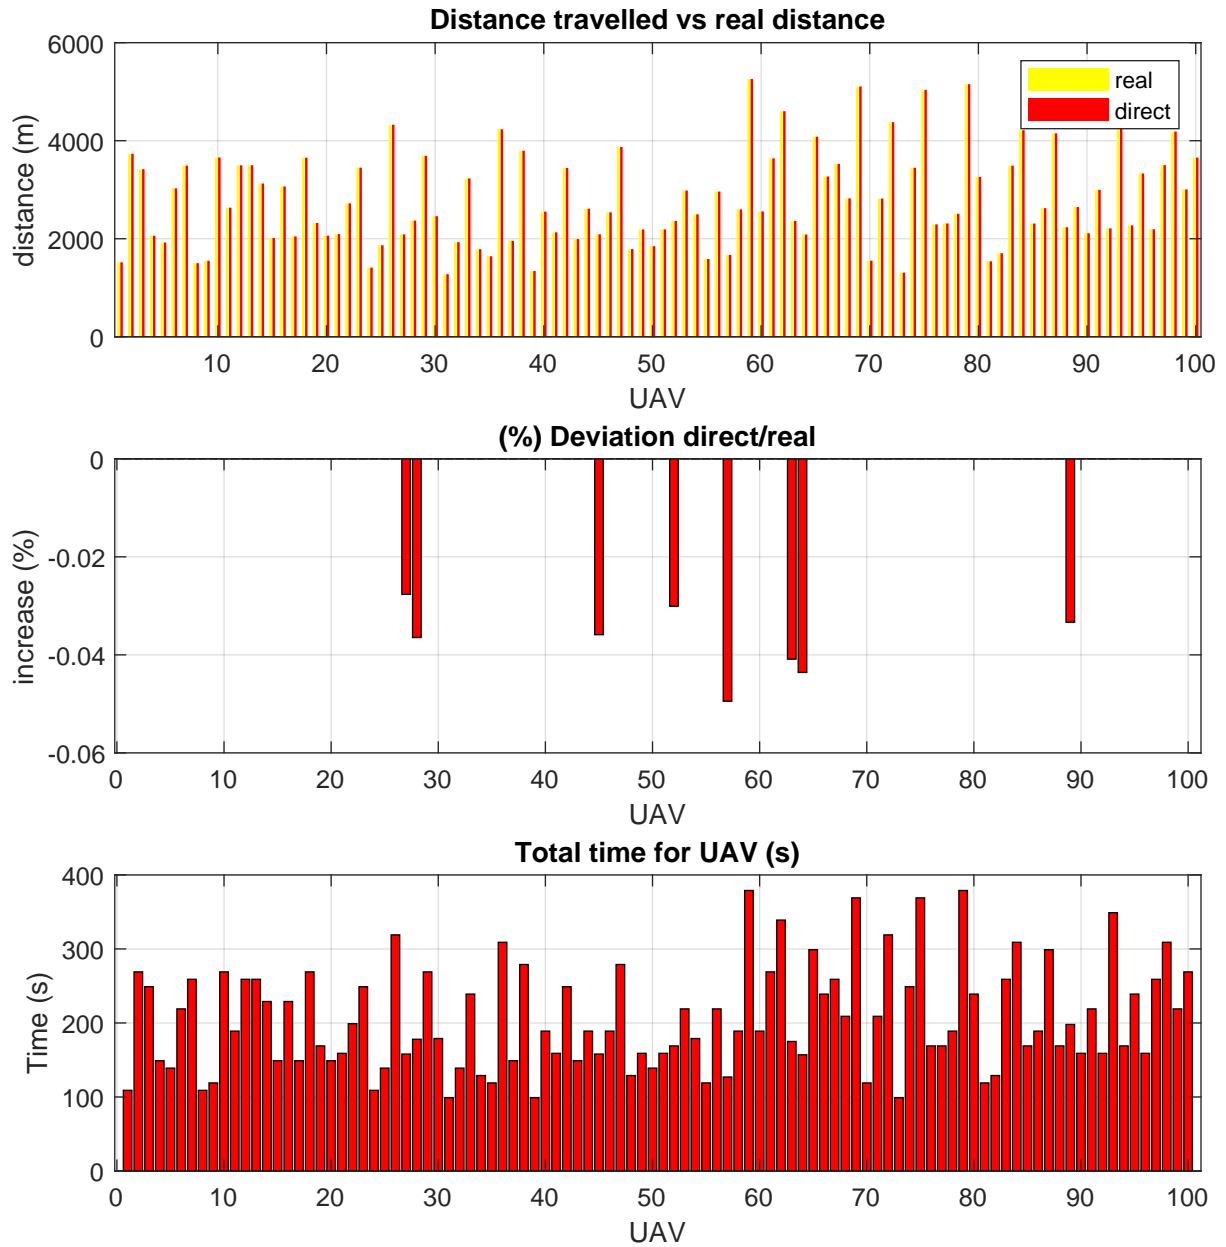 Distance travelled vs real distance
6000
4000
2000
0
distance (m)
real
direct
10 20 30 40 50 60 70 80 90 100
UAV
(%) Deviation direct/real
0
-0.02
-0.04
-0.06
increase (%)
0 10 20 30 40 50 60 70 80 90 100
UAV
Total time for UAV (s)
400
300
200
100
0
Time (s)
0 10 20 30 40 50 60 70 80 90 100
UAV